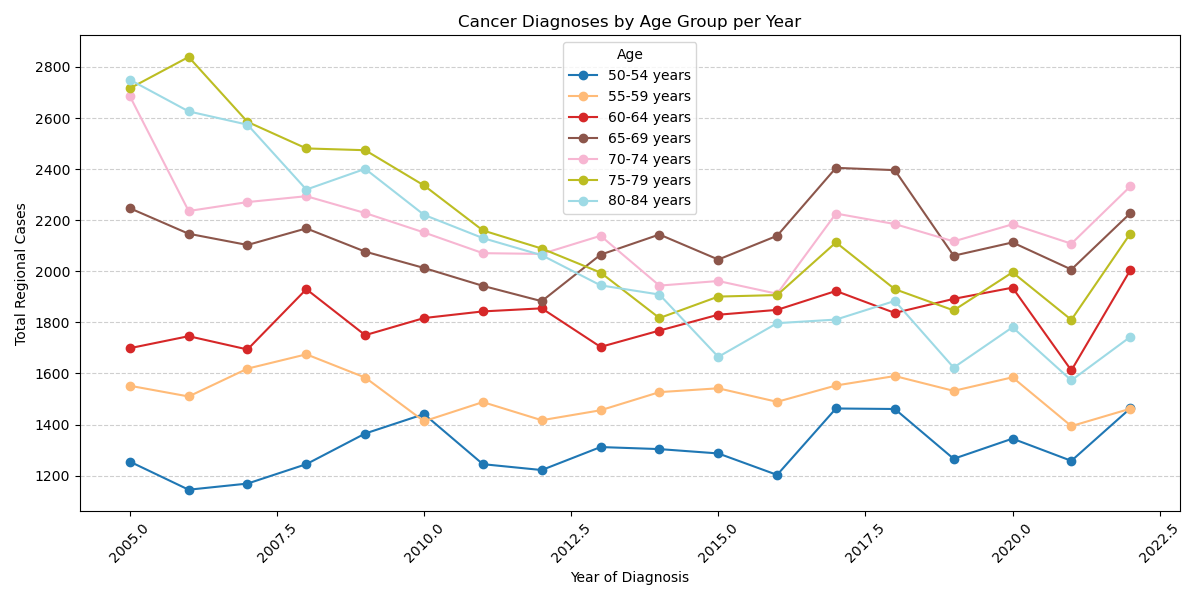 Cancer Diagnoses by Age Group per Year
Total Regional Cases
2800
2600
2400
2200
2000
1800
1600
1400
1200
Age
50-54 years
55-59 years
60-64 years
65-69 years
70-74 years
75-79 years
80-84 years
2005.0
2007.5
2010.0
2012.5
2015.0
2017.5
2020.0
2022.5
Year of Diagnosis